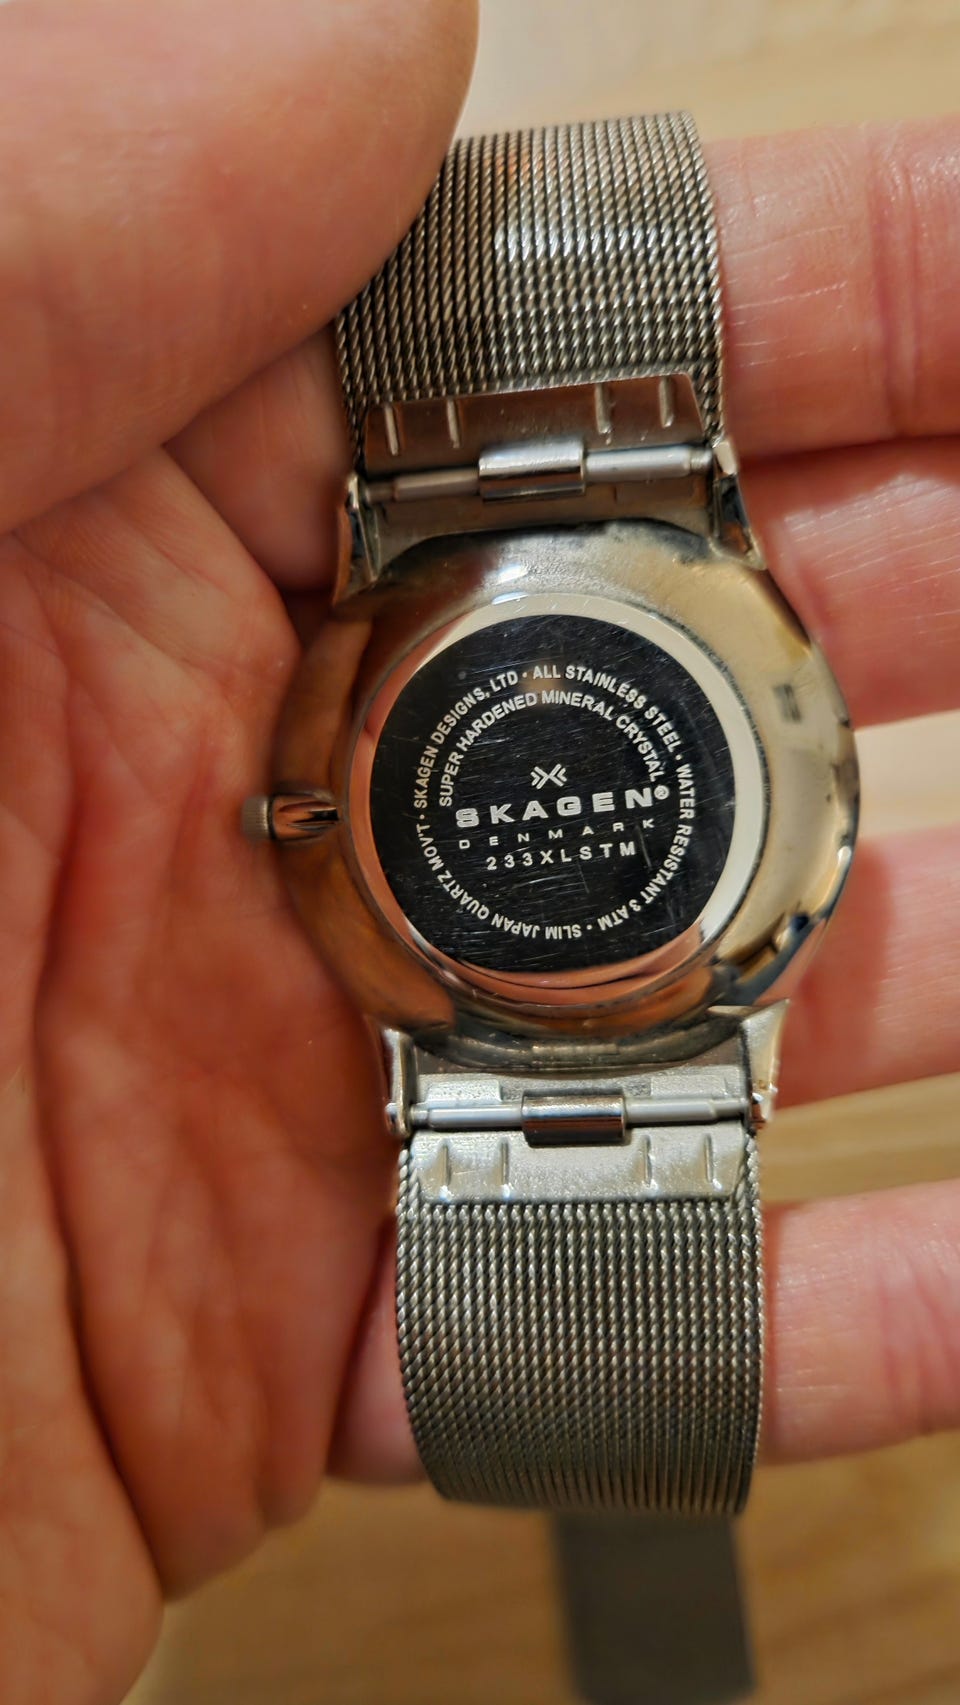 SKAGEN DESIGNS, LTD • ALL STAINLESS STEEL • WATER RESISTANT 3 ATM • SLIM JAPAN QUARTZ MOV'T •
SUPER HARDENED MINERAL CRYSTAL
SKAGEN®
DENMARK
233XLSTM